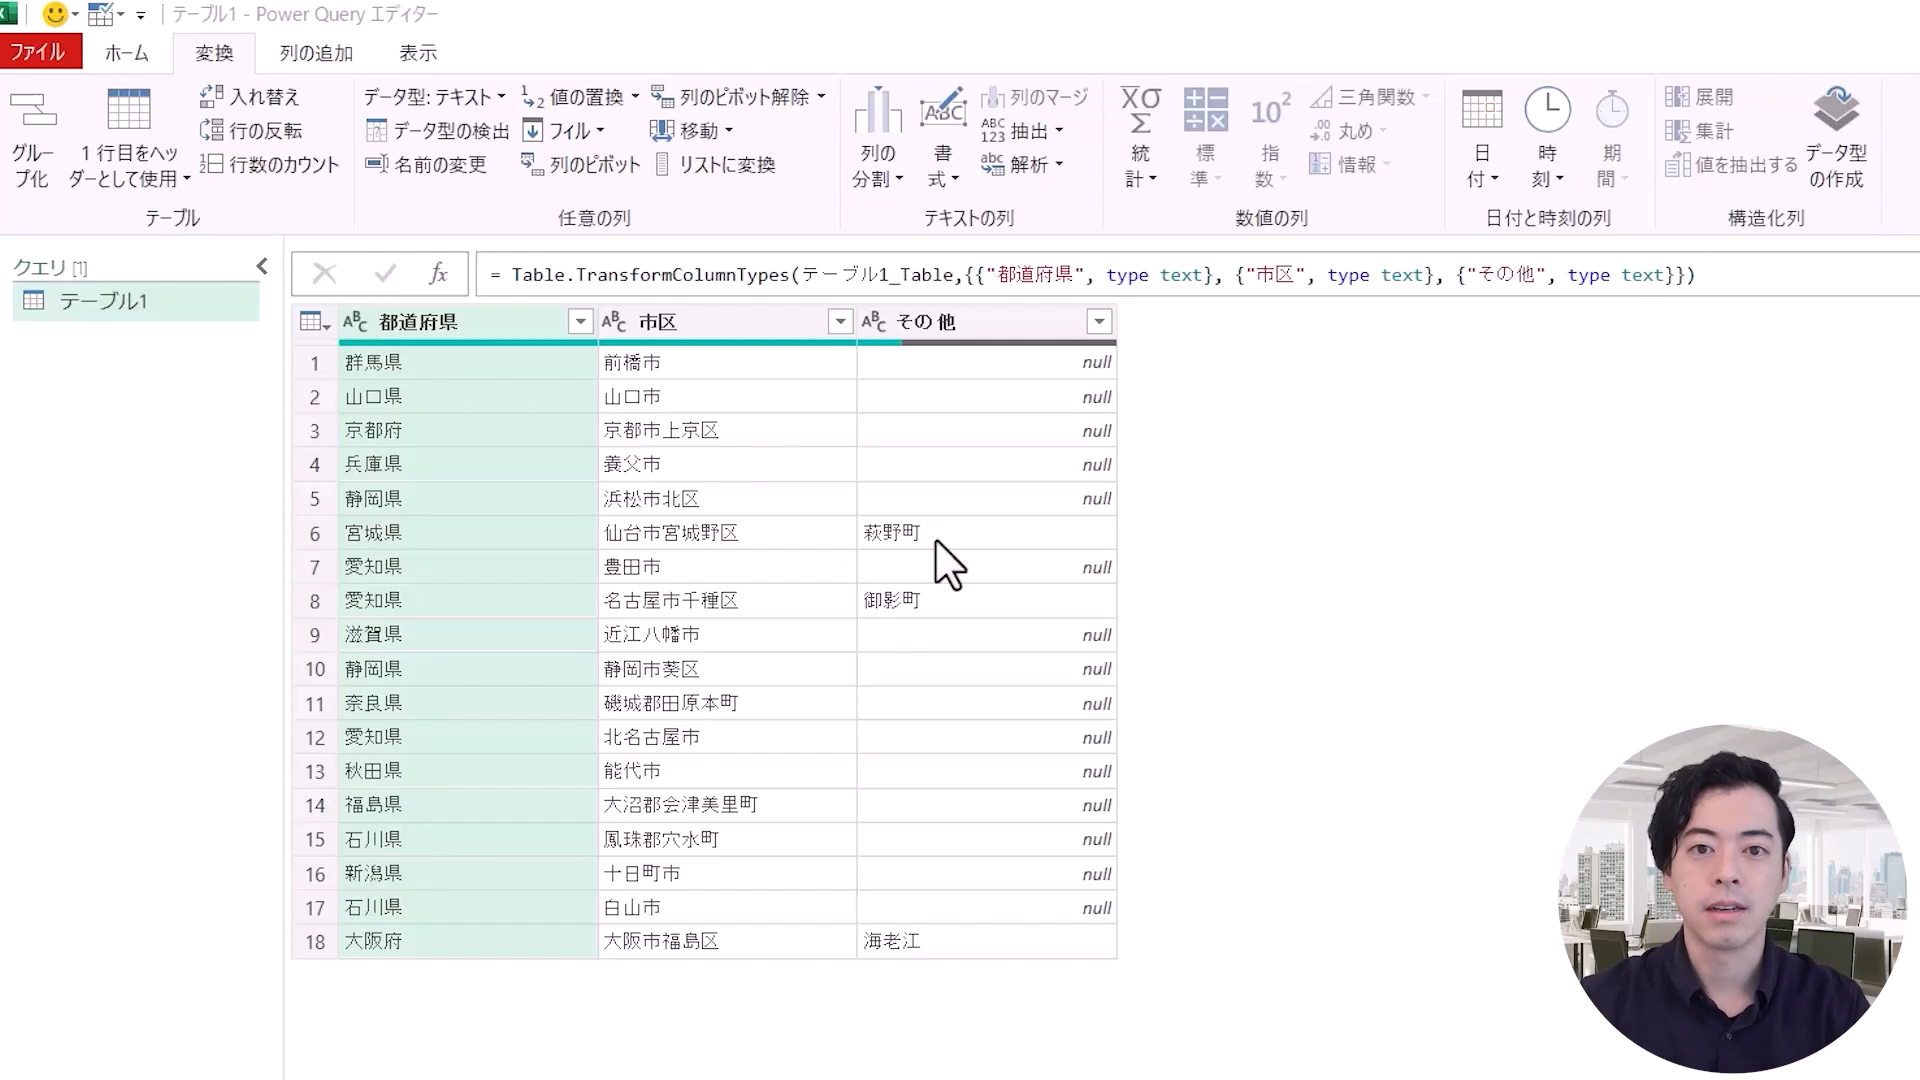 テーブル1 - Power Query エディター
ファイル ホーム 変換 列の追加 表示
グループ化
1 行目をヘッダーとして使用
入れ替え
行の反転
行数のカウント
テーブル
データ型: テキスト
データ型の検出
名前の変更
値の置換
フィル
列のピボット
列のピボット解除
移動
リストに変換
任意の列
列の分割
書式
列のマージ
抽出
解析
テキストの列
統計
標準
指数
三角関数
丸め
情報
数値の列
日付
時刻
期間
日付と時刻の列
展開
集計
値を抽出する
データ型の作成
構造化列
クエリ [1]
テーブル1
= Table.TransformColumnTypes(テーブル1_Table,{{"都道府県", type text}, {"市区", type text}, {"その他", type text}})
都道府県 市区 その他
1 群馬県 前橋市 null
2 山口県 山口市 null
3 京都府 京都市上京区 null
4 兵庫県 養父市 null
5 静岡県 浜松市北区 null
6 宮城県 仙台市宮城野区 萩野町
7 愛知県 豊田市 null
8 愛知県 名古屋市千種区 御影町
9 滋賀県 近江八幡市 null
10 静岡県 静岡市葵区 null
11 奈良県 磯城郡田原本町 null
12 愛知県 北名古屋市 null
13 秋田県 能代市 null
14 福島県 大沼郡会津美里町 null
15 石川県 鳳珠郡穴水町 null
16 新潟県 十日町市 null
17 石川県 白山市 null
18 大阪府 大阪市福島区 海老江